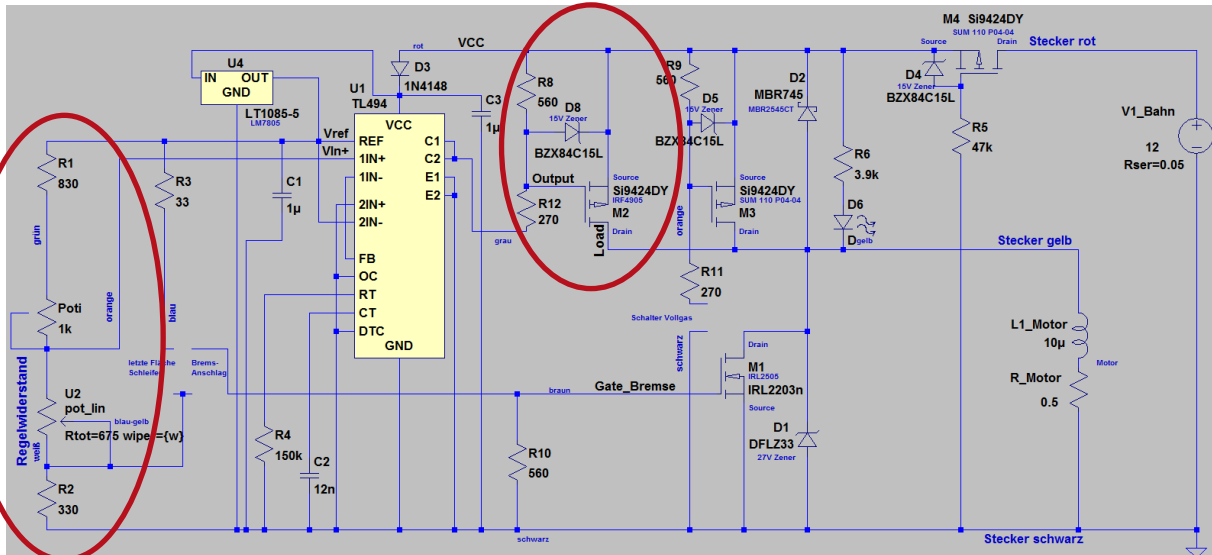 M4 Si9424DY
SUM 110 P04-04
Source
Drain
Stecker rot
rot
VCC
U4
IN OUT
GND
LT1085-5
LM7805
D3
1N4148
U1
TL494
C3
1µ
R8
560
D8
15V Zener
BZX84C15L
R9
560
D5
15V Zener
BZX84C15L
D2
MBR745
MBR2545CT
D4
15V Zener
BZX84C15L
V1_Bahn
12
Rser=0.05
R5
47k
R6
3.9k
D6
D
gelb
Vref
VIn+
VCC
REF
1IN+
1IN-
2IN+
2IN-
FB
OC
RT
CT
DTC
GND
C1
C2
E1
E2
R1
830
R3
33
C1
1µ
Output
R12
270
grau
Source
Si9424DY
IRF4905
M2
Drain
Load
Source
Si9424DY
SUM 110 P04-04
M3
Drain
orange
Stecker gelb
R11
270
Schalter Vollgas
schwarz
grün
orange
blau
Poti
1k
letzte Fläche
Schleifer
Brems-
Anschlag
Regelwiderstand
weiß
U2
pot_lin
blau-gelb
Rtot=675 wiper={w}
R2
330
R4
150k
C2
12n
braun
Gate_Bremse
R10
560
Drain
M1
IRL2505
IRL2203n
Source
D1
DFLZ33
27V Zener
L1_Motor
10µ
Motor
R_Motor
0.5
schwarz
Stecker schwarz